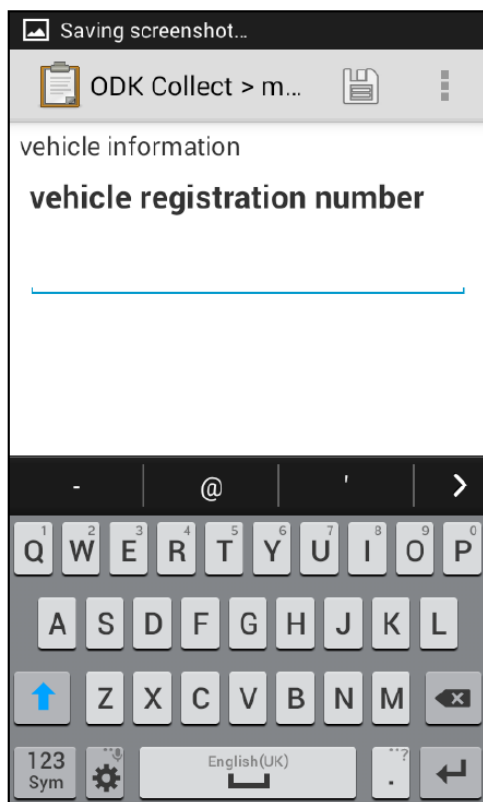 Saving screenshot...
ODK Collect > m...
vehicle information
vehicle registration number
- @ '
1 2 3 4 5 6 7 8 9 0
Q W E R T Y U I O P
A S D F G H J K L
Z X C V B N M
123 English(UK) ...?
Sym .